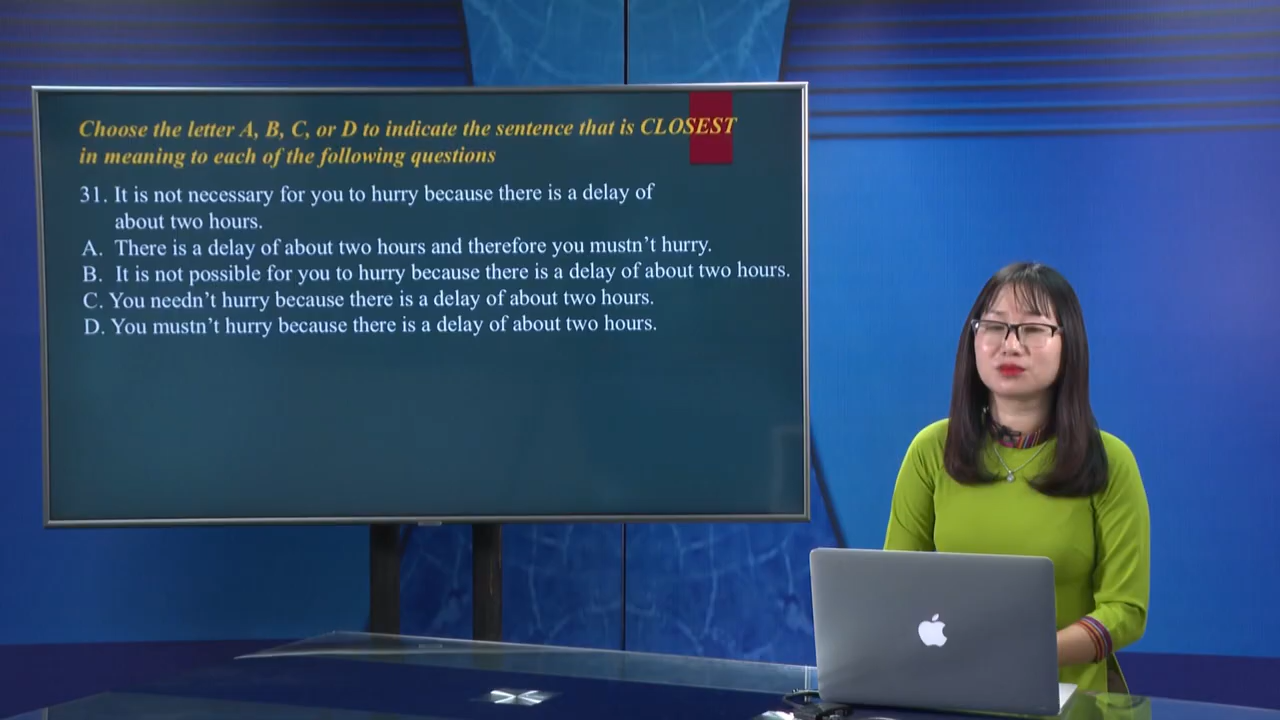 Choose the letter A, B, C, or D to indicate the sentence that is CLOSEST
in meaning to each of the following questions
31. It is not necessary for you to hurry because there is a delay of
about two hours.
A. There is a delay of about two hours and therefore you mustn’t hurry.
B. It is not possible for you to hurry because there is a delay of about two hours.
C. You needn’t hurry because there is a delay of about two hours.
D. You mustn’t hurry because there is a delay of about two hours.